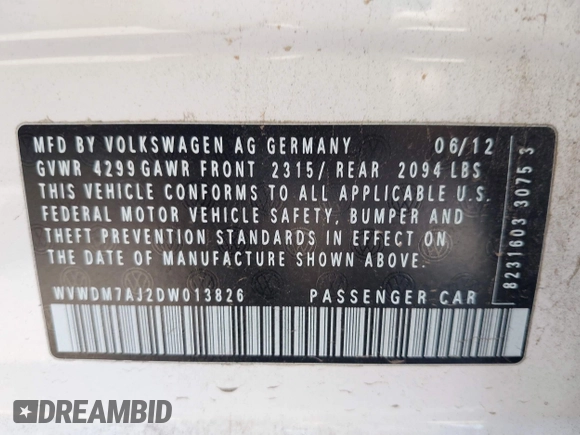 MFD BY VOLKSWAGEN AG GERMANY 06/12
GVWR 4299 GAWR FRONT 2315/ REAR 2094 LBS
THIS VEHICLE CONFORMS TO ALL APPLICABLE U.S.
FEDERAL MOTOR VEHICLE SAFETY, BUMPER AND
THEFT PREVENTION STANDARDS IN EFFECT ON
THE DATE OF MANUFACTURE SHOWN ABOVE.
WVWDM7AJ2DW013826 PASSENGER CAR
8231603 3075 3
DREAMBID